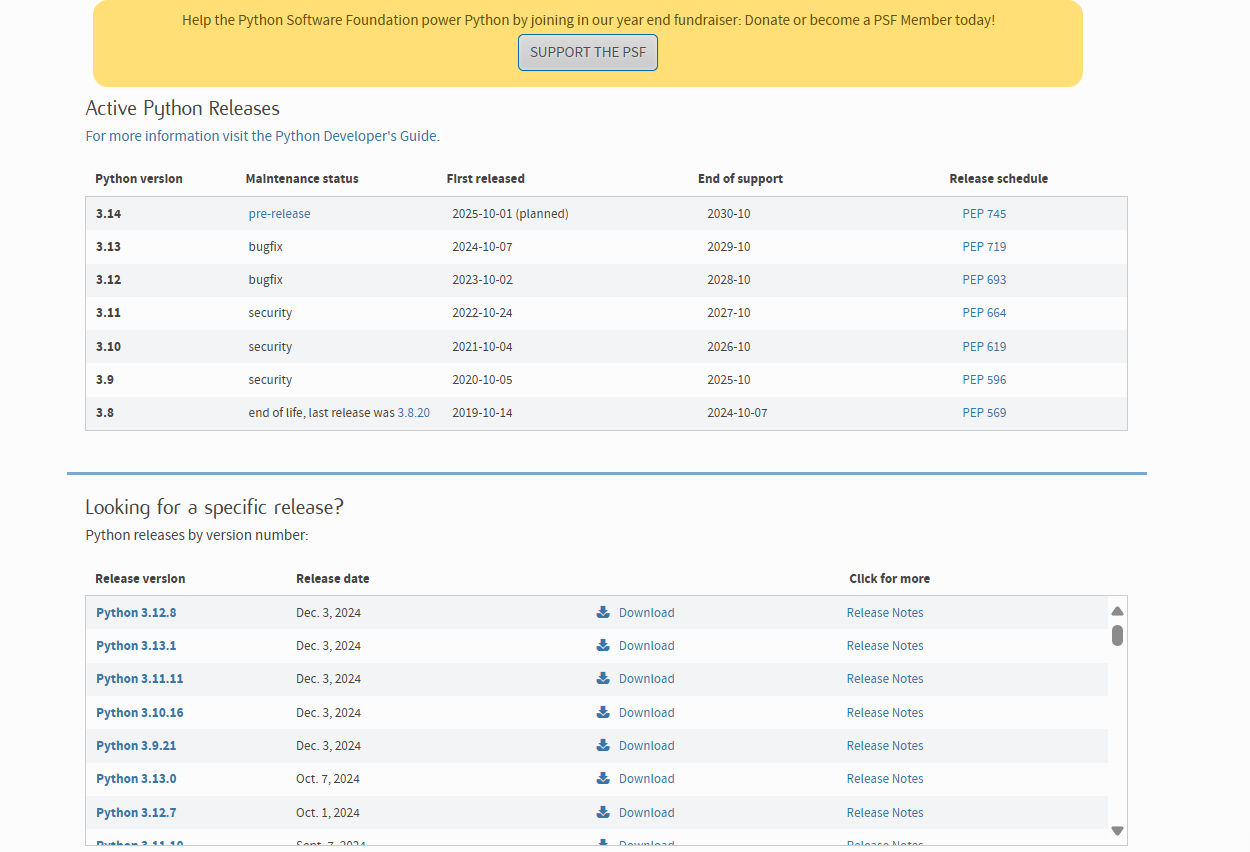 Help the Python Software Foundation power Python by joining in our year end fundraiser: Donate or become a PSF Member today!
SUPPORT THE PSF
Active Python Releases
For more information visit the Python Developer's Guide.
Python version Maintenance status First released End of support Release schedule
3.14 pre-release 2025-10-01 (planned) 2030-10 PEP 745
3.13 bugfix 2024-10-07 2029-10 PEP 719
3.12 bugfix 2023-10-02 2028-10 PEP 693
3.11 security 2022-10-24 2027-10 PEP 664
3.10 security 2021-10-04 2026-10 PEP 619
3.9 security 2020-10-05 2025-10 PEP 596
3.8 end of life, last release was 3.8.20 2019-10-14 2024-10-07 PEP 569
Looking for a specific release?
Python releases by version number:
Release version Release date Click for more
Python 3.12.8 Dec. 3, 2024 Download Release Notes
Python 3.13.1 Dec. 3, 2024 Download Release Notes
Python 3.11.11 Dec. 3, 2024 Download Release Notes
Python 3.10.16 Dec. 3, 2024 Download Release Notes
Python 3.9.21 Dec. 3, 2024 Download Release Notes
Python 3.13.0 Oct. 7, 2024 Download Release Notes
Python 3.12.7 Oct. 1, 2024 Download Release Notes
Python 3.11.10 Sept. 7, 2024 Download Release Notes